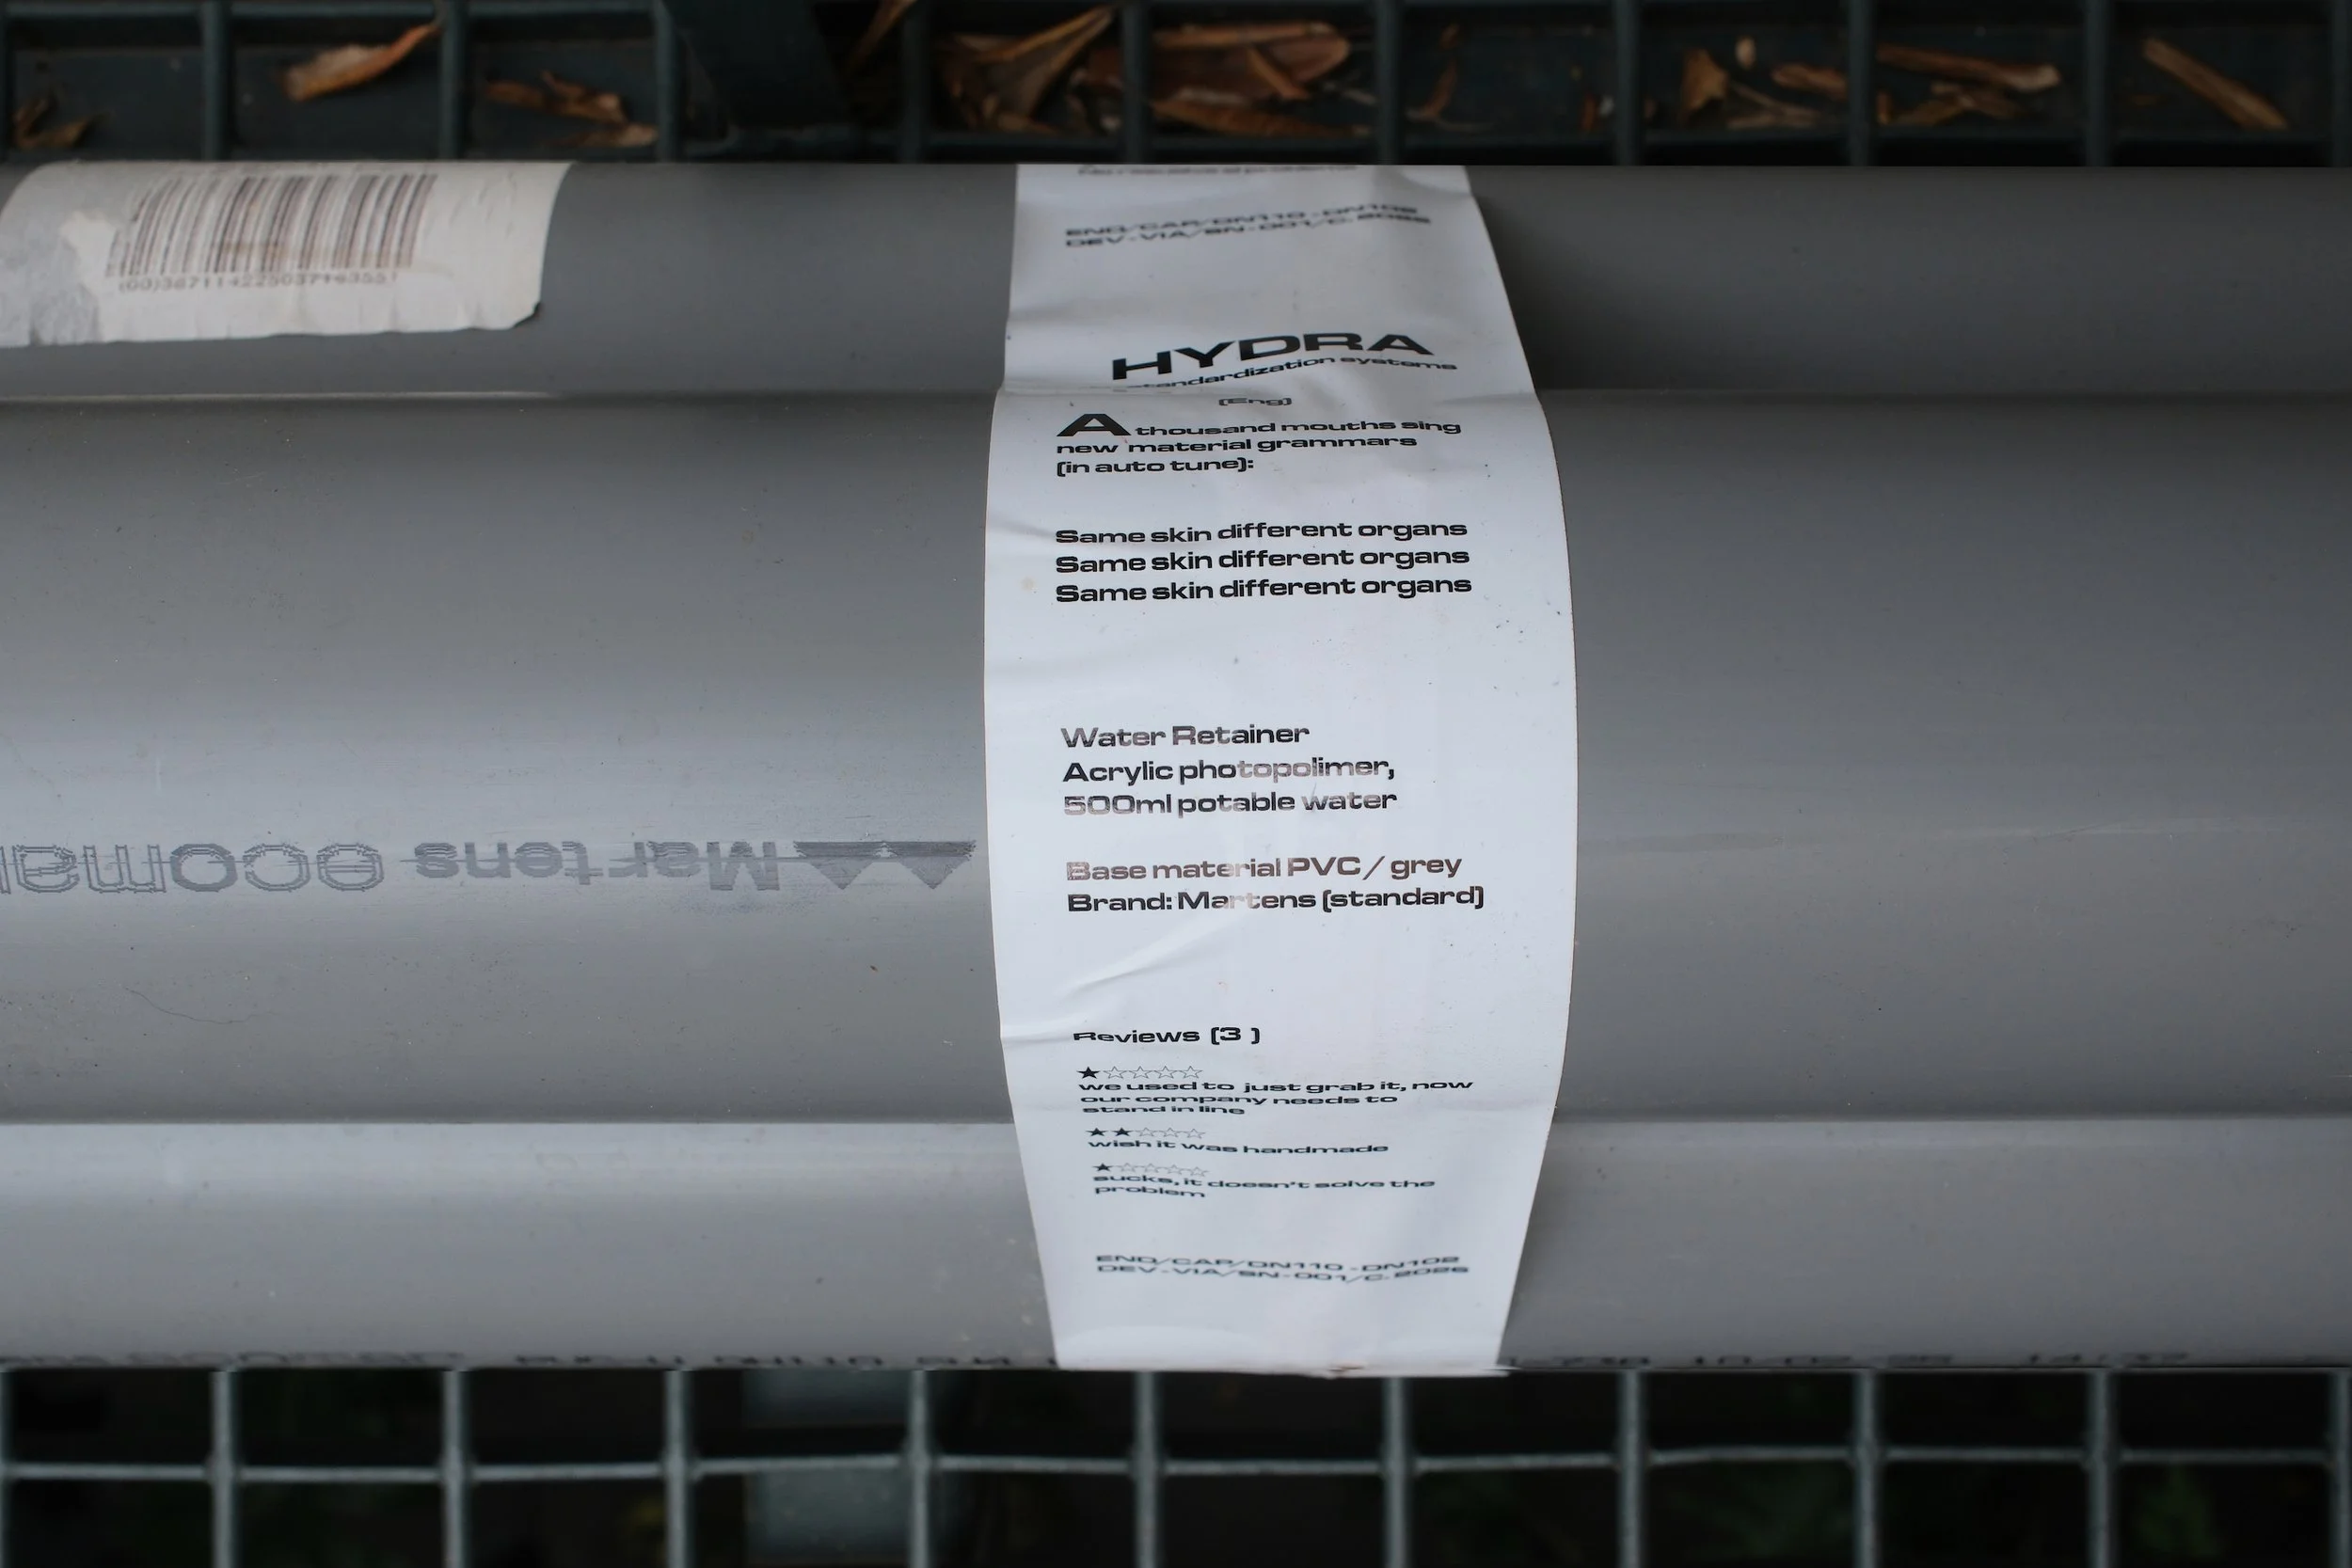 END/CAP/DN110-DN102
DEV-VIA/SN-001/C.2025
HYDRA
standardization systems
(Eng)
A thousand mouths sing
new material grammars
(in auto tune):
Same skin different organs
Same skin different organs
Same skin different organs
Water Retainer
Acrylic photopolimer,
500ml potable water
Base material PVC / grey
Brand: Martens (standard)
Martens
Reviews (3 )
★☆☆☆☆
we used to just grab it, now
our company needs to
stand in line
★★☆☆☆
wish it was handmade
★☆☆☆☆
sucks, it doesn't solve the
problem
END/CAP/DN110-DN102
DEV-VIA/SN-001/C.2025